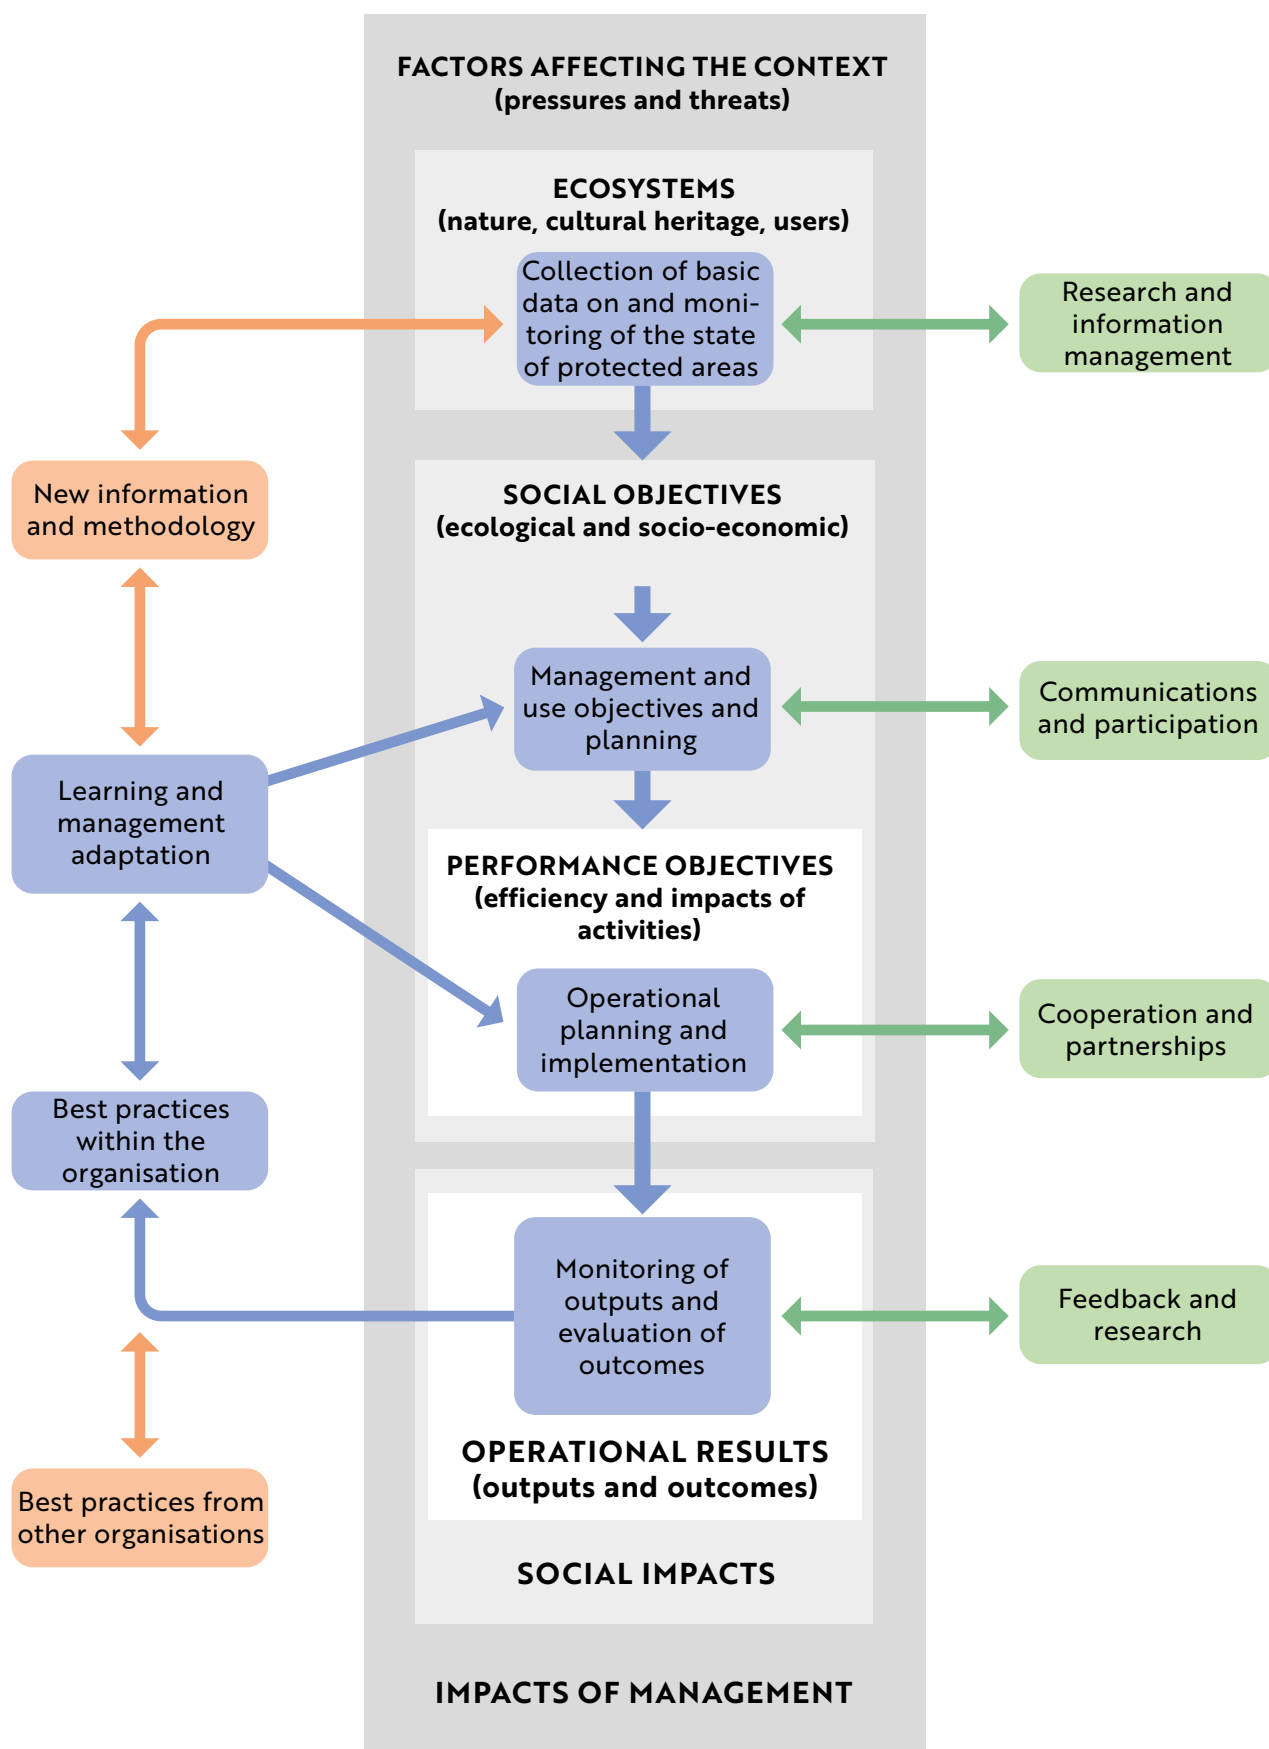 FACTORS AFFECTING THE CONTEXT
(pressures and threats)
ECOSYSTEMS
(nature, cultural heritage, users)
Collection of basic
data on and moni-
toring of the state
of protected areas
Research and
information
management
New information
and methodology
SOCIAL OBJECTIVES
(ecological and socio-economic)
Management and
use objectives and
planning
Communications
and participation
Learning and
management
adaptation
PERFORMANCE OBJECTIVES
(efficiency and impacts of
activities)
Operational
planning and
implementation
Cooperation and
partnerships
Best practices
within the
organisation
Monitoring of
outputs and
evaluation of
outcomes
Feedback and
research
OPERATIONAL RESULTS
(outputs and outcomes)
Best practices from
other organisations
SOCIAL IMPACTS
IMPACTS OF MANAGEMENT